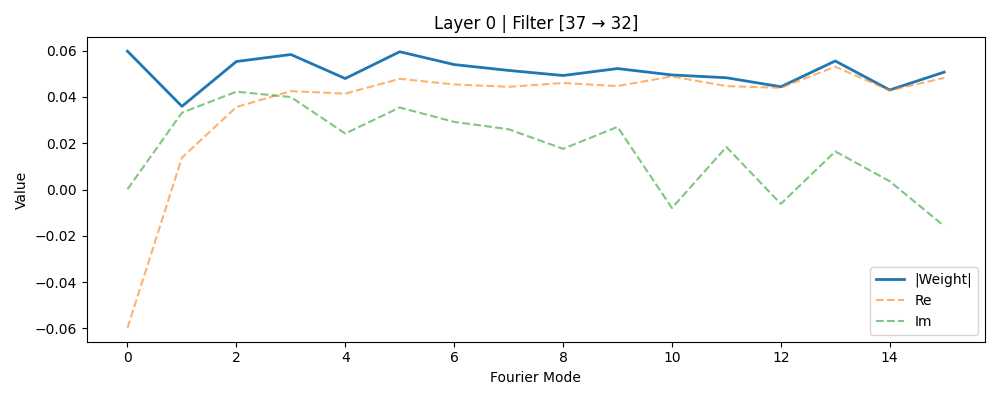 Layer 0 | Filter [37 → 32]
Value
0.06
0.04
0.02
0.00
−0.02
−0.04
−0.06
0 2 4 6 8 10 12 14
Fourier Mode
|Weight|
Re
Im